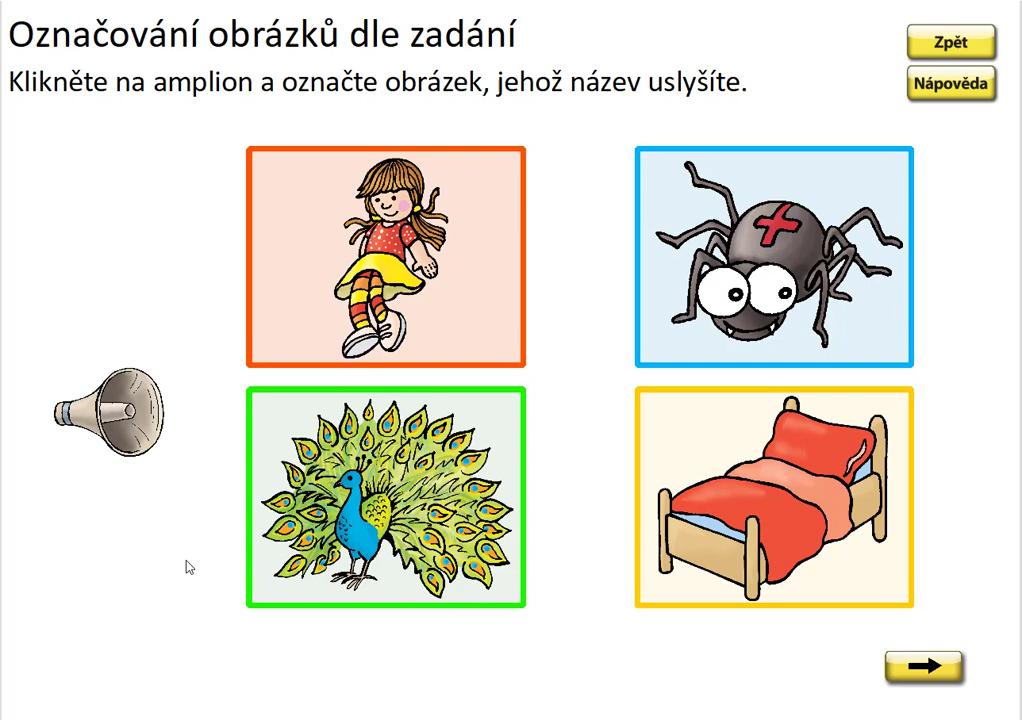 Označování obrázků dle zadání
Klikněte na amplion a označte obrázek, jehož název uslyšíte.
Zpět
Nápověda